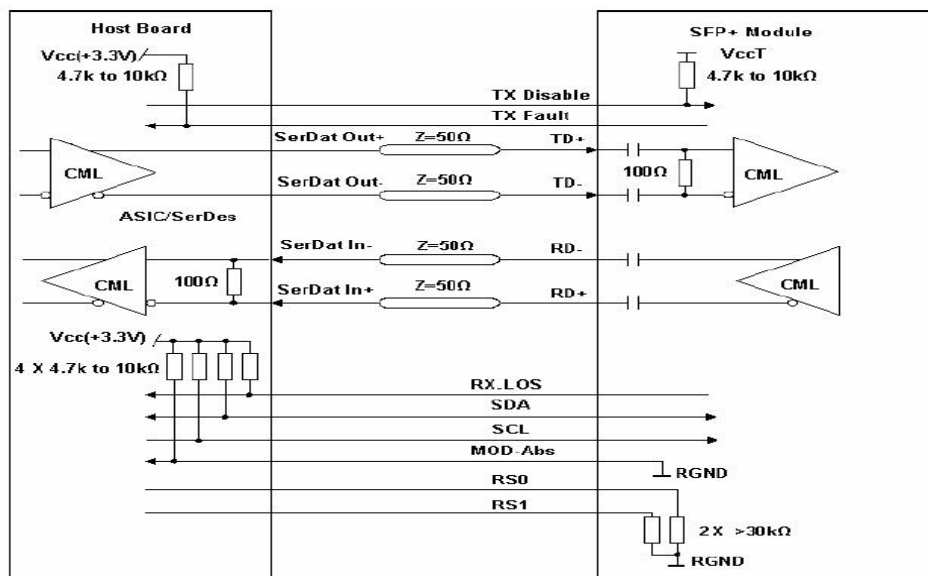 Host Board
SFP+ Module
Vcc(+3.3V)
4.7k to 10kΩ
VccT
4.7k to 10kΩ
TX Disable
TX Fault
SerDat Out+
Z=50Ω
TD+
CML
100Ω
CML
SerDat Out-
Z=50Ω
TD-
ASIC/SerDes
SerDat In-
Z=50Ω
RD-
CML
100Ω
CML
SerDat In+
Z=50Ω
RD+
Vcc(+3.3V)
4 X 4.7k to 10kΩ
RX-LOS
SDA
SCL
MOD-Abs
RGND
RS0
RS1
2 X >30kΩ
RGND